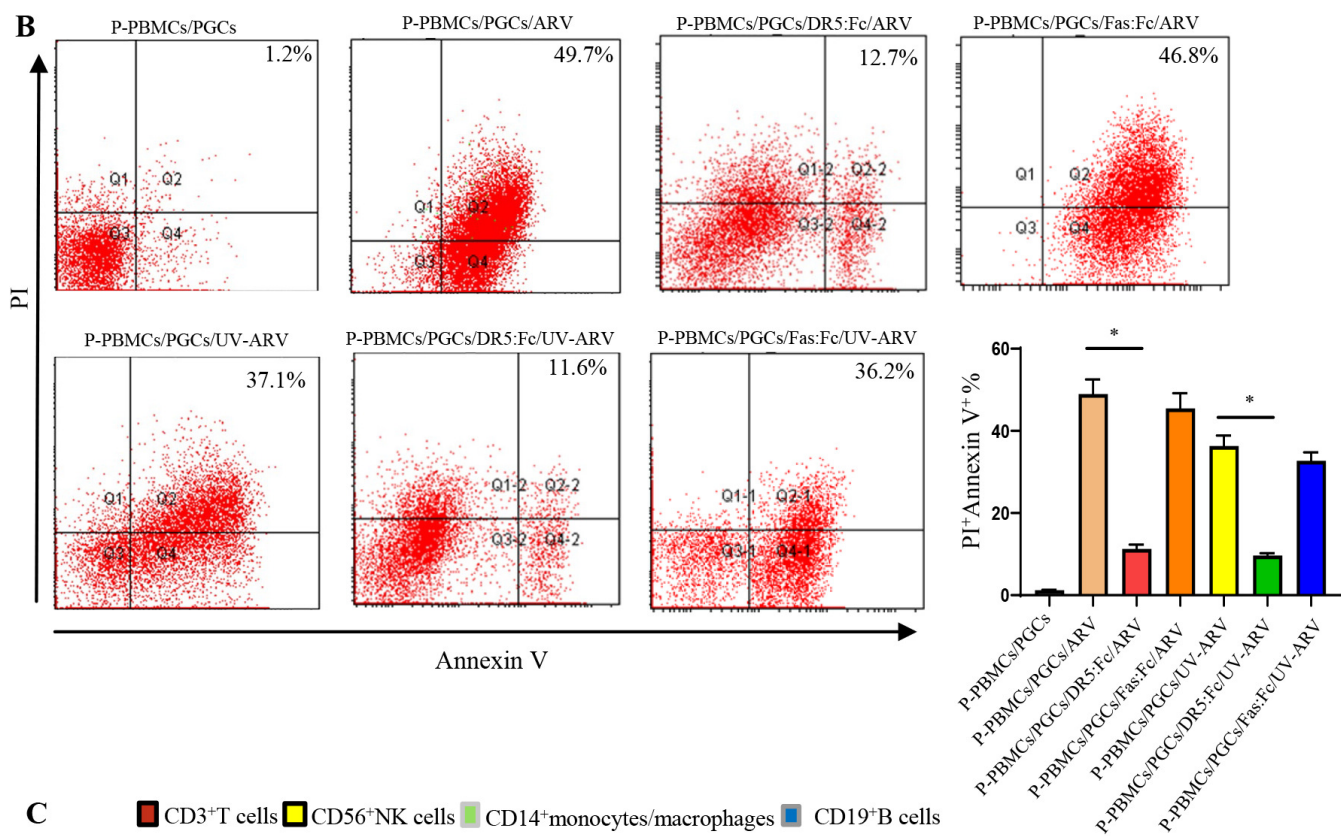 B
P-PBMCs/PGCs
P-PBMCs/PGCs/ARV
P-PBMCs/PGCs/DR5:Fc/ARV
P-PBMCs/PGCs/Fas:Fc/ARV
1.2%
49.7%
12.7%
46.8%
Q1
Q2
Q3
Q4
Q1
Q2
Q3
Q4
Q1-2
Q2-2
Q3-2
Q4-2
Q1
Q2
Q3
Q4
PI
P-PBMCs/PGCs/UV-ARV
P-PBMCs/PGCs/DR5:Fc/UV-ARV
P-PBMCs/PGCs/Fas:Fc/UV-ARV
37.1%
11.6%
36.2%
Q1
Q2
Q3
Q4
Q1-2
Q2-2
Q3-2
Q4-2
Q1-1
Q2-1
Q3-1
Q4-1
Annexin V
PI⁺Annexin V⁺%
60
40
20
0
*
*
P-PBMCs/PGCs
P-PBMCs/PGCs/ARV
P-PBMCs/PGCs/DR5:Fc/ARV
P-PBMCs/PGCs/Fas:Fc/ARV
P-PBMCs/PGCs/UV-ARV
P-PBMCs/PGCs/DR5:Fc/UV-ARV
P-PBMCs/PGCs/Fas:Fc/UV-ARV
C
CD3⁺T cells
CD56⁺NK cells
CD14⁺monocytes/macrophages
CD19⁺B cells